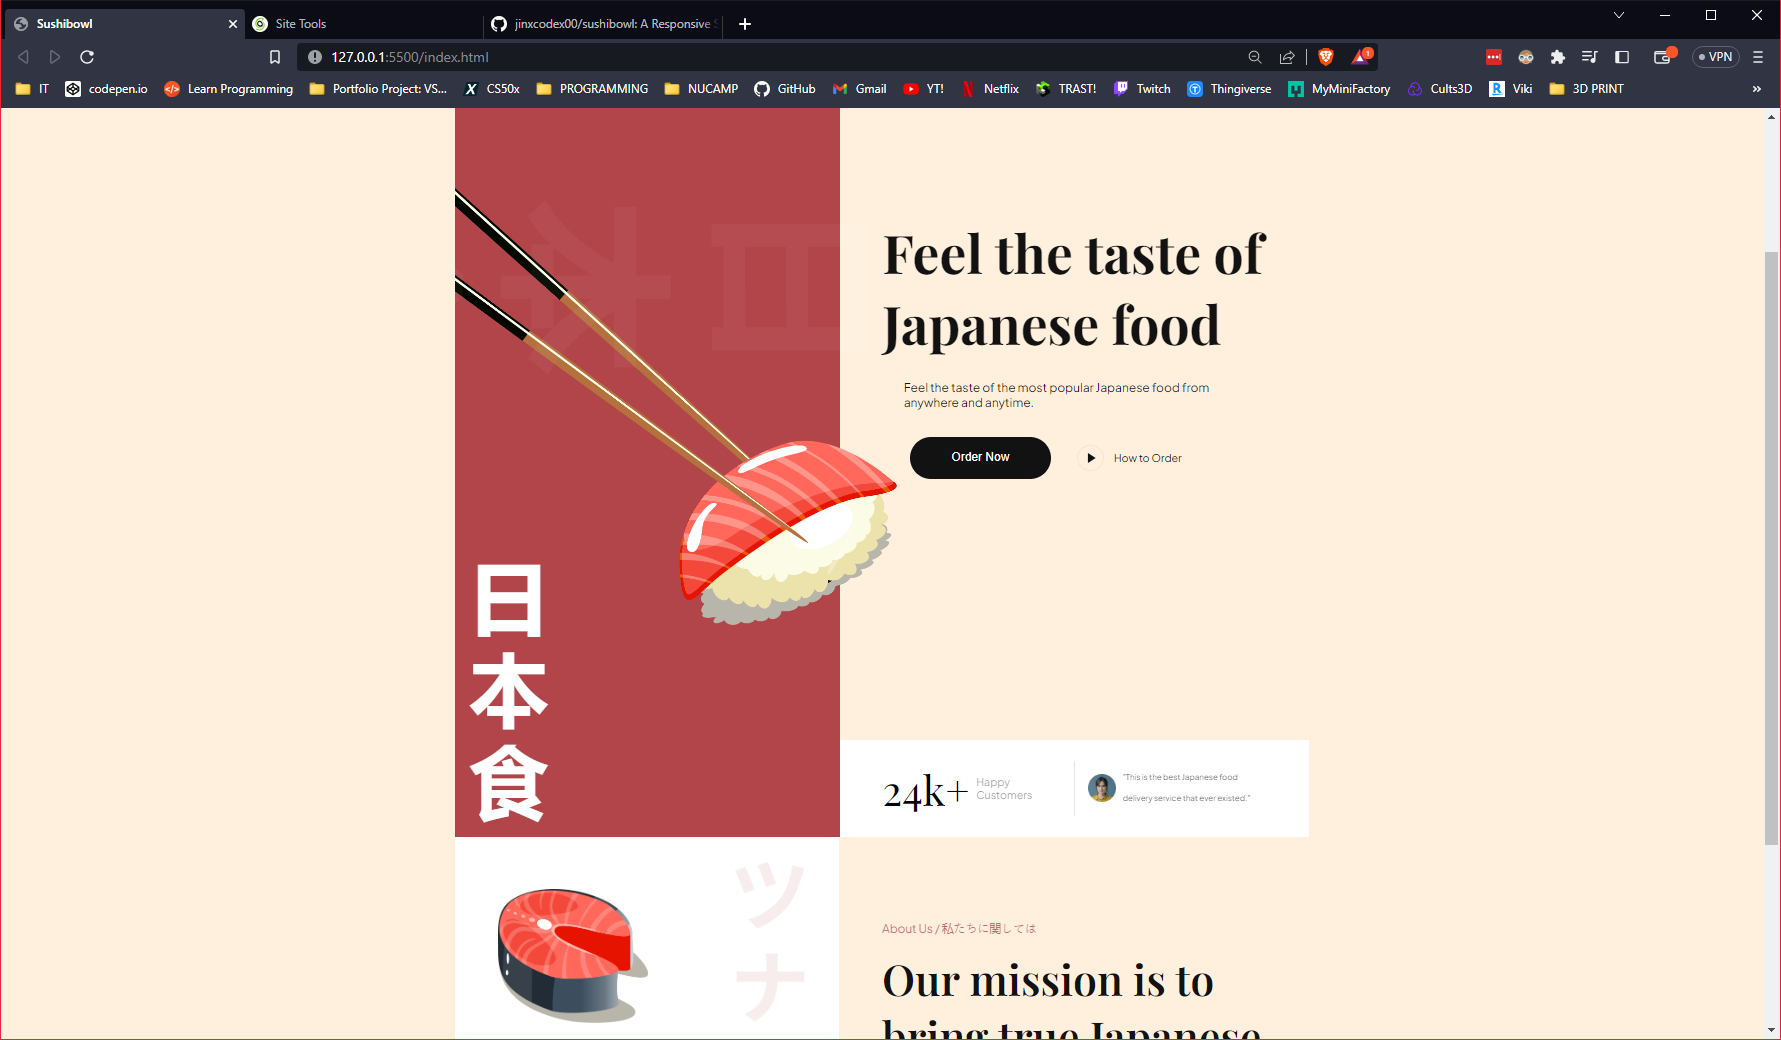 Sushibowl
Site Tools
jinxcodex00/sushibowl: A Responsive
127.0.0.1:5500/index.html
1
VPN
IT
codepen.io
Learn Programming
Portfolio Project: VS...
CS50x
PROGRAMMING
NUCAMP
GitHub
Gmail
YT!
Netflix
TRAST!
Twitch
Thingiverse
MyMiniFactory
Cults3D
Viki
3D PRINT
»
Feel the taste of
Japanese food
Feel the taste of the most popular Japanese food from
anywhere and anytime.
Order Now
How to Order
日
本
食
24k+
Happy
Customers
"This is the best Japanese food
delivery service that ever existed."
ツ
ナ
About Us / 私たちに関しては
Our mission is to
bring true Japanese